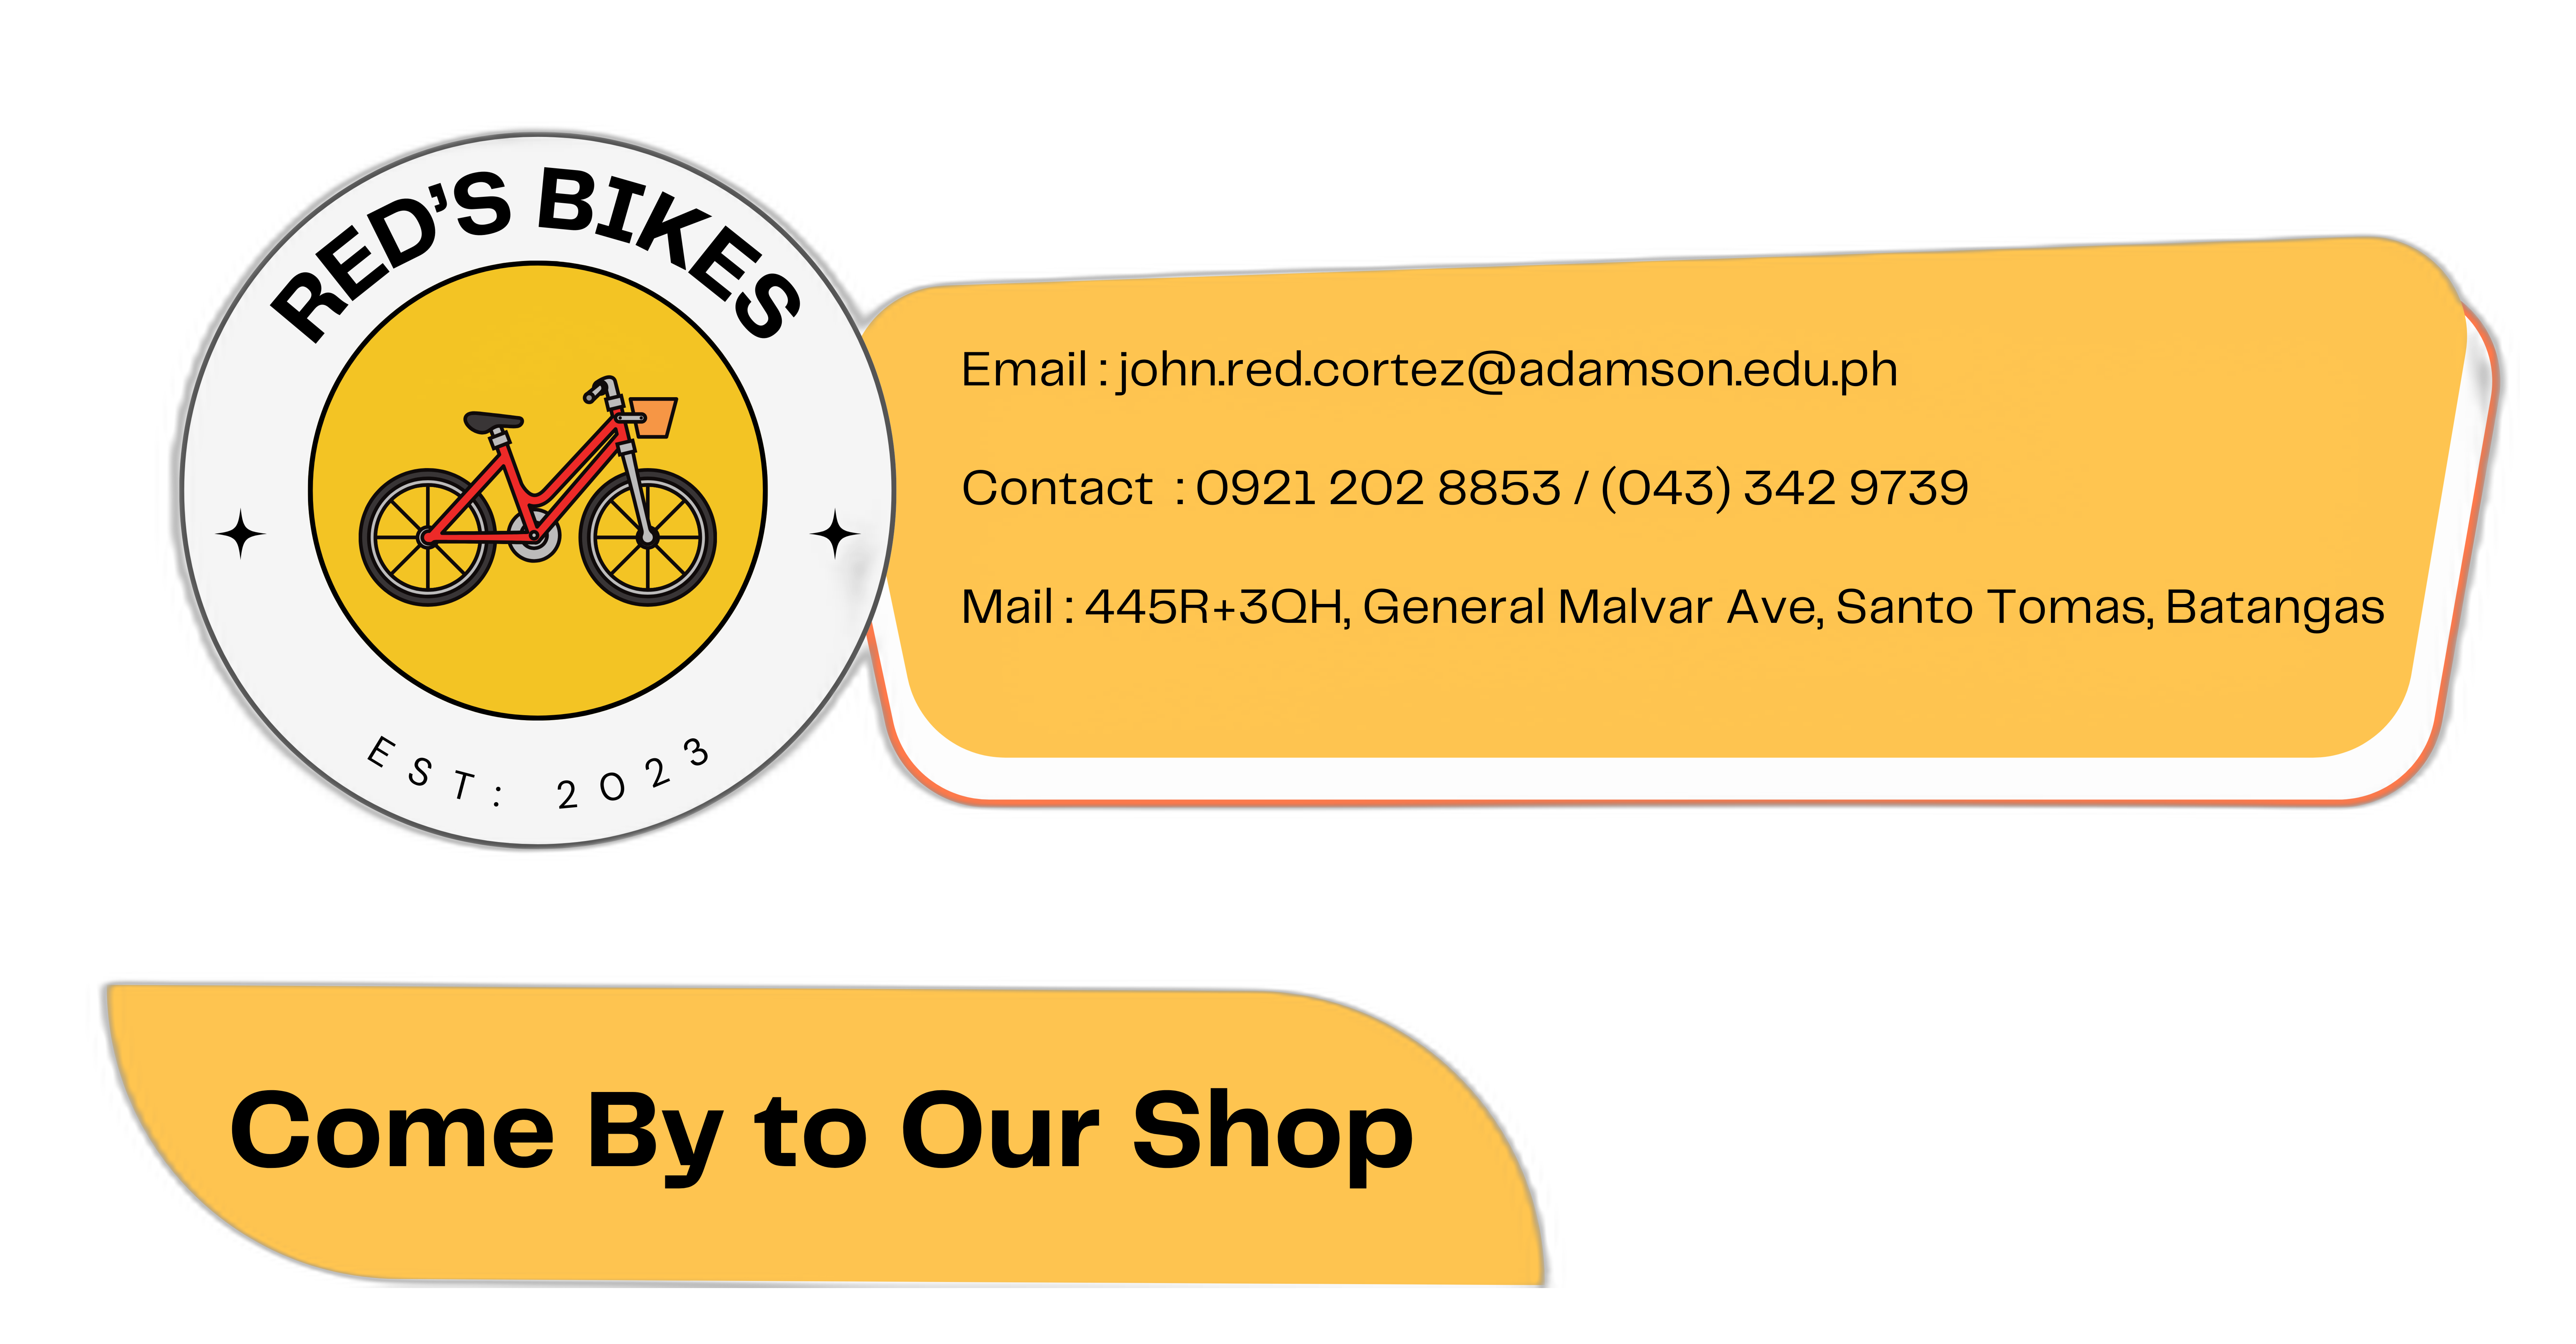 RED'S BIKES
EST: 2023
Email : john.red.cortez@adamson.edu.ph
Contact : 0921 202 8853 / (043) 342 9739
Mail : 445R+3QH, General Malvar Ave, Santo Tomas, Batangas
Come By to Our Shop